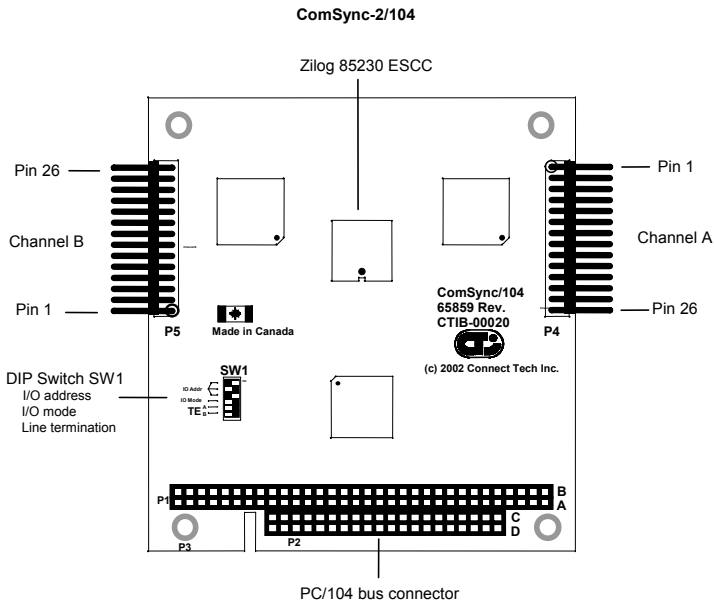 ComSync-2/104
Zilog 85230 ESCC
Pin 26
Pin 1
Channel B
Channel A
Pin 1
Pin 26
P5
P4
Made in Canada
ComSync/104
65859 Rev.
CTIB-00020
(c) 2002 Connect Tech Inc.
DIP Switch SW1
I/O address
I/O mode
Line termination
SW1
IO Addr
IO Mode
TE A
B
P1
B
A
C
D
P3
P2
PC/104 bus connector